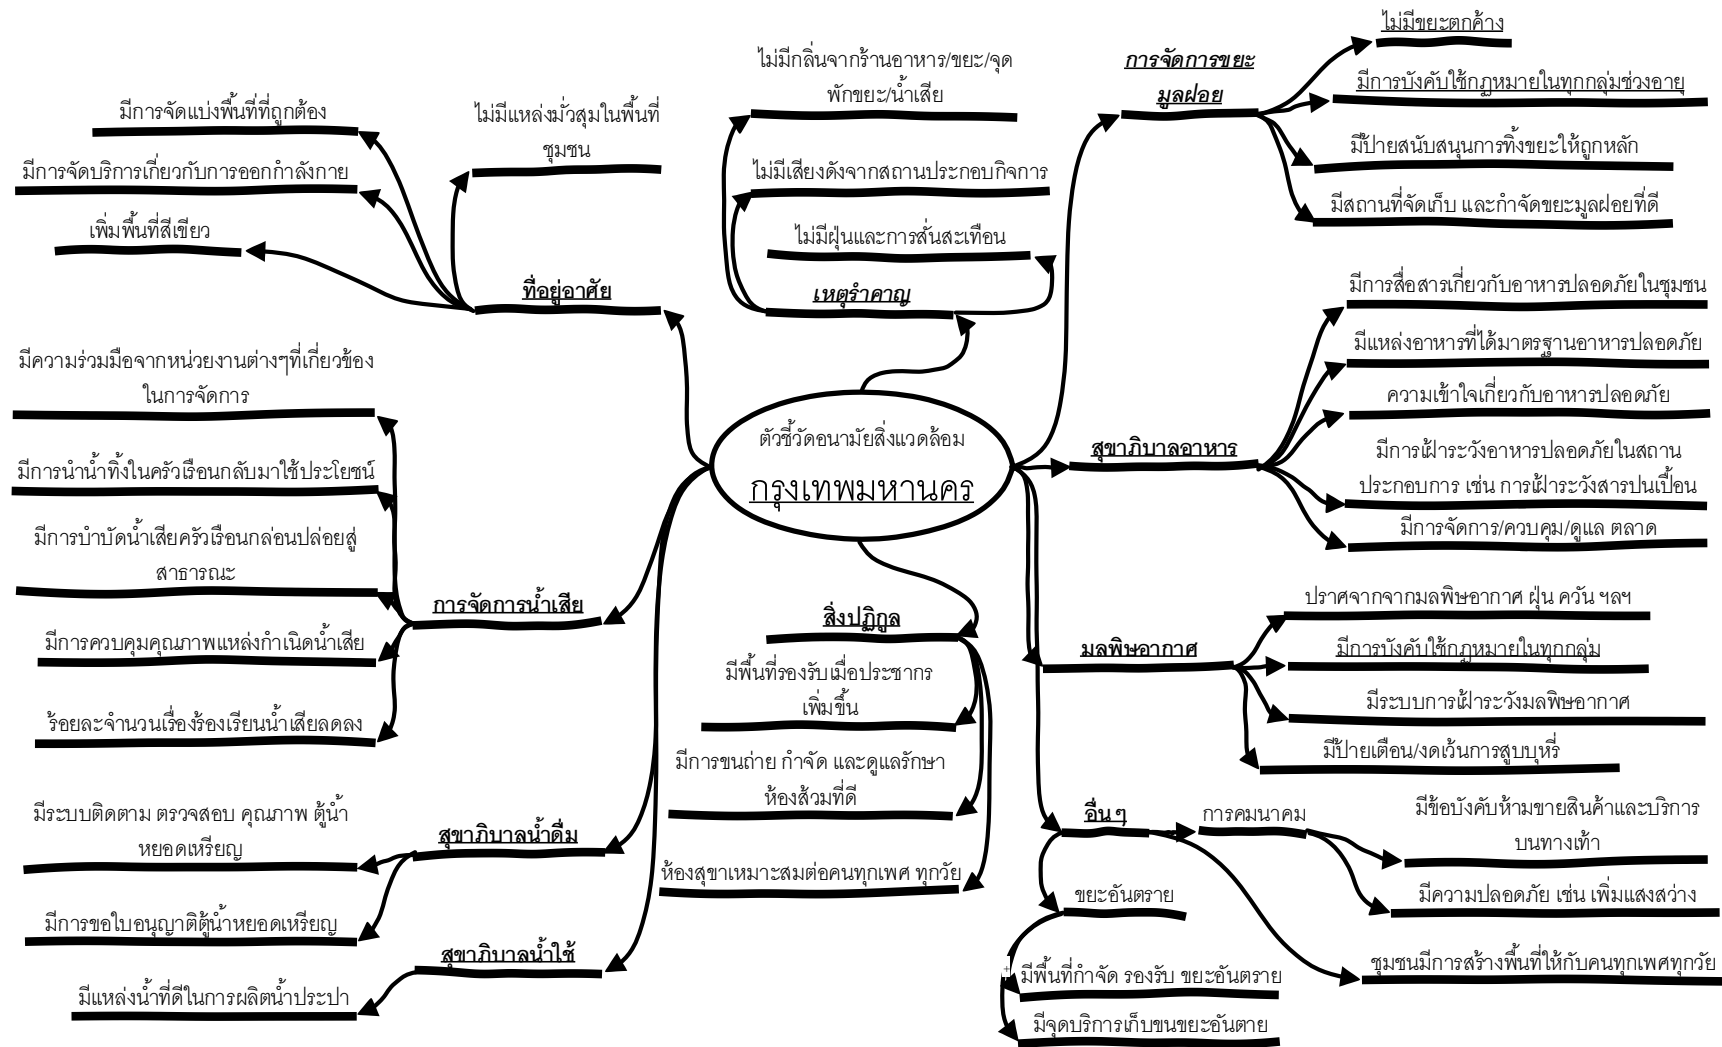 ตัวชี้วัดอนามัยสิ่งแวดล้อม
กรุงเทพมหานคร
การจัดการขยะ
มูลฝอย
ไม่มีขยะตกค้าง
มีการบังคับใช้กฎหมายในทุกกลุ่มช่วงอายุ
มีป้ายสนับสนุนการทิ้งขยะให้ถูกหลัก
มีสถานที่จัดเก็บ และกำจัดขยะมูลฝอยที่ดี
สุขาภิบาลอาหาร
มีการสื่อสารเกี่ยวกับอาหารปลอดภัยในชุมชน
มีแหล่งอาหารที่ได้มาตรฐานอาหารปลอดภัย
ความเข้าใจเกี่ยวกับอาหารปลอดภัย
มีการเฝ้าระวังอาหารปลอดภัยในสถาน
ประกอบการ เช่น การเฝ้าระวังสารปนเปื้อน
มีการจัดการ/ควบคุม/ดูแล ตลาด
มลพิษอากาศ
ปราศจากจากมลพิษอากาศ ฝุ่น ควัน ฯลฯ
มีการบังคับใช้กฎหมายในทุกกลุ่ม
มีระบบการเฝ้าระวังมลพิษอากาศ
มีป้ายเตือน/งดเว้นการสูบบุหรี่
อื่น ๆ
การคมนาคม
มีข้อบังคับห้ามขายสินค้าและบริการ
บนทางเท้า
มีความปลอดภัย เช่น เพิ่มแสงสว่าง
ชุมชนมีการสร้างพื้นที่ให้กับคนทุกเพศทุกวัย
ขยะอันตราย
+
มีพื้นที่กำจัด รองรับ ขยะอันตราย
มีจุดบริการเก็บขนขยะอันตาย
สิ่งปฏิกูล
มีพื้นที่รองรับเมื่อประชากร
เพิ่มขึ้น
มีการขนถ่าย กำจัด และดูแลรักษา
ห้องส้วมที่ดี
ห้องสุขาเหมาะสมต่อคนทุกเพศ ทุกวัย
สุขาภิบาลน้ำใช้
มีแหล่งน้ำที่ดีในการผลิตน้ำประปา
สุขาภิบาลน้ำดื่ม
มีระบบติดตาม ตรวจสอบ คุณภาพ ตู้น้ำ
หยอดเหรียญ
มีการขอใบอนุญาติตู้น้ำหยอดเหรียญ
การจัดการน้ำเสีย
มีความร่วมมือจากหน่วยงานต่างๆที่เกี่ยวข้อง
ในการจัดการ
มีการนำน้ำทิ้งในครัวเรือนกลับมาใช้ประโยชน์
มีการบำบัดน้ำเสียครัวเรือนกล่อนปล่อยสู่
สาธารณะ
มีการควบคุมคุณภาพแหล่งกำเนิดน้ำเสีย
ร้อยละจำนวนเรื่องร้องเรียนน้ำเสียลดลง
ที่อยู่อาศัย
มีการจัดแบ่งพื้นที่ที่ถูกต้อง
มีการจัดบริการเกี่ยวกับการออกกำลังกาย
เพิ่มพื้นที่สีเขียว
ไม่มีแหล่งมั่วสุมในพื้นที่
ชุมชน
เหตุรำคาญ
ไม่มีกลิ่นจากร้านอาหาร/ขยะ/จุด
พักขยะ/น้ำเสีย
ไม่มีเสียงดังจากสถานประกอบกิจการ
ไม่มีฝุ่นและการสั่นสะเทือน